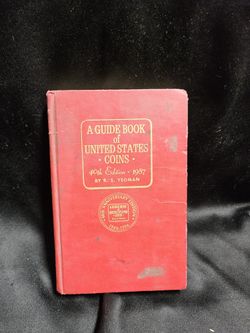 A GUIDE BOOK
of
UNITED STATES
• COINS •
40th Edition • 1987
BY R. S. YEOMAN